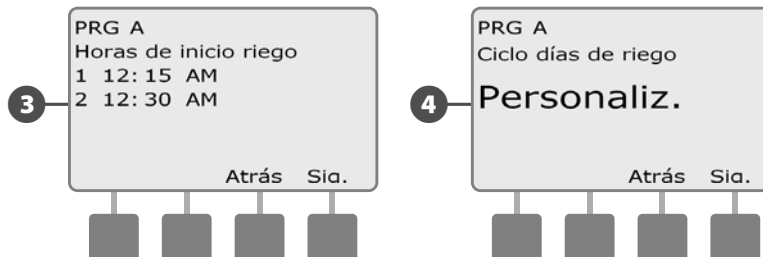 PRG A
Horas de inicio riego
1 12:15 AM
2 12:30 AM
3
Atrás Sig.
PRG A
Ciclo días de riego
4
Personaliz.
Atrás Sig.